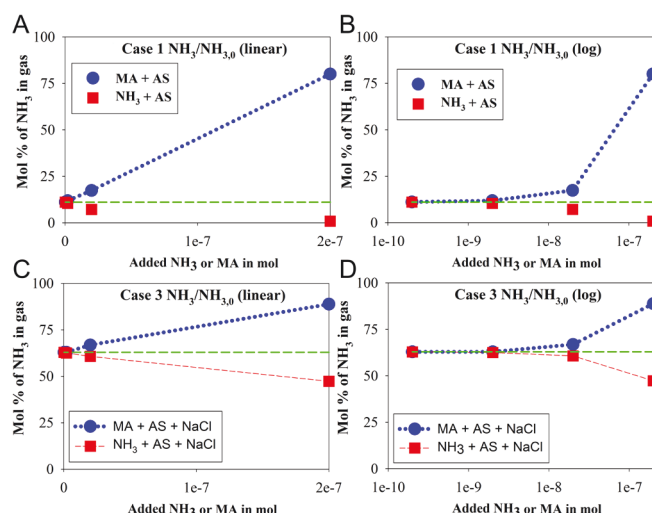 A
Case 1 NH3/NH3,0 (linear)
Mol % of NH3 in gas
100
75
50
25
0
MA + AS
NH3 + AS
0
1e-7
2e-7
Added NH3 or MA in mol
B
Case 1 NH3/NH3,0 (log)
Mol % of NH3 in gas
100
75
50
25
0
MA + AS
NH3 + AS
1e-10
1e-9
1e-8
1e-7
Added NH3 or MA in mol
C
Case 3 NH3/NH3,0 (linear)
Mol % of NH3 in gas
100
75
50
25
0
MA + AS + NaCl
NH3 + AS + NaCl
0
1e-7
2e-7
Added NH3 or MA in mol
D
Case 3 NH3/NH3,0 (log)
Mol % of NH3 in gas
100
75
50
25
0
MA + AS + NaCl
NH3 + AS + NaCl
1e-10
1e-9
1e-8
1e-7
Added NH3 or MA in mol